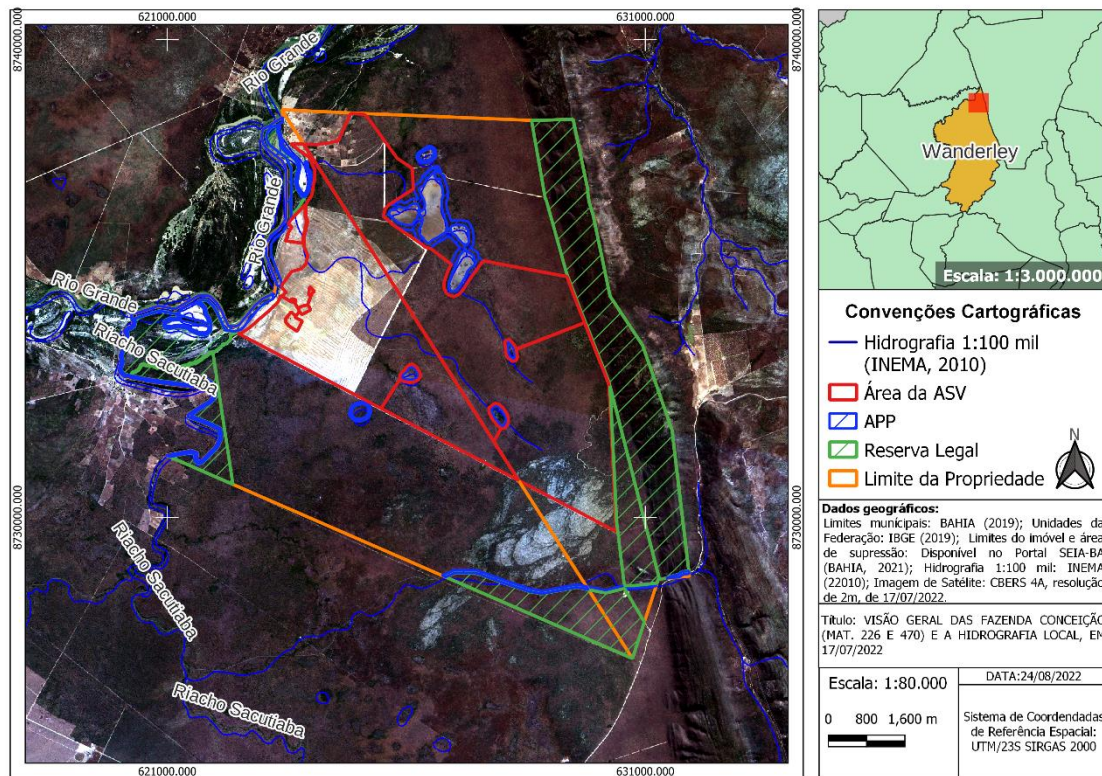 621000.000
631000.000
8740000.000
8740000.000
Rio Grande
Rio Grande
Rio Grande
Riacho Sacutiaba
8730000.000
8730000.000
Riacho Sacutiaba
Riacho Sacutiaba
621000.000
631000.000
Wanderley
Escala: 1:3.000.000
Convenções Cartográficas
Hidrografia 1:100 mil
(INEMA, 2010)
Área da ASV
APP
Reserva Legal
Limite da Propriedade
N
Dados geográficos:
Limites municipais: BAHIA (2019); Unidades da
Federação: IBGE (2019); Limites do imóvel e área
de supressão: Disponível no Portal SEIA-BA
(BAHIA, 2021); Hidrografia 1:100 mil: INEMA
(22010); Imagem de Satélite: CBERS 4A, resolução
de 2m, de 17/07/2022.
Título: VISÃO GERAL DAS FAZENDA CONCEIÇÃO
(MAT. 226 E 470) E A HIDROGRAFIA LOCAL, EM
17/07/2022
Escala: 1:80.000
0 800 1,600 m
DATA:24/08/2022
Sistema de Coordendadas
de Referência Espacial:
UTM/23S SIRGAS 2000